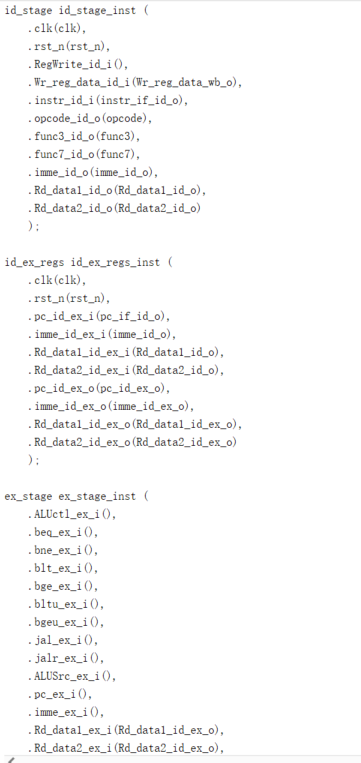 id_stage id_stage_inst (
.clk(clk),
.rst_n(rst_n),
.RegWrite_id_i(),
.Wr_reg_data_id_i(Wr_reg_data_wb_o),
.instr_id_i(instr_if_id_o),
.opcode_id_o(opcode),
.func3_id_o(func3),
.func7_id_o(func7),
.imme_id_o(imme_id_o),
.Rd_data1_id_o(Rd_data1_id_o),
.Rd_data2_id_o(Rd_data2_id_o)
);
id_ex_regs id_ex_regs_inst (
.clk(clk),
.rst_n(rst_n),
.pc_id_ex_i(pc_if_id_o),
.imme_id_ex_i(imme_id_o),
.Rd_data1_id_ex_i(Rd_data1_id_o),
.Rd_data2_id_ex_i(Rd_data2_id_o),
.pc_id_ex_o(pc_id_ex_o),
.imme_id_ex_o(imme_id_ex_o),
.Rd_data1_id_ex_o(Rd_data1_id_ex_o),
.Rd_data2_id_ex_o(Rd_data2_id_ex_o)
);
ex_stage ex_stage_inst (
.ALUctl_ex_i(),
.beq_ex_i(),
.bne_ex_i(),
.blt_ex_i(),
.bge_ex_i(),
.bltu_ex_i(),
.bgeu_ex_i(),
.jal_ex_i(),
.jalr_ex_i(),
.ALUSrc_ex_i(),
.pc_ex_i(),
.imme_ex_i(),
.Rd_data1_ex_i(Rd_data1_id_ex_o),
.Rd_data2_ex_i(Rd_data2_id_ex_o),